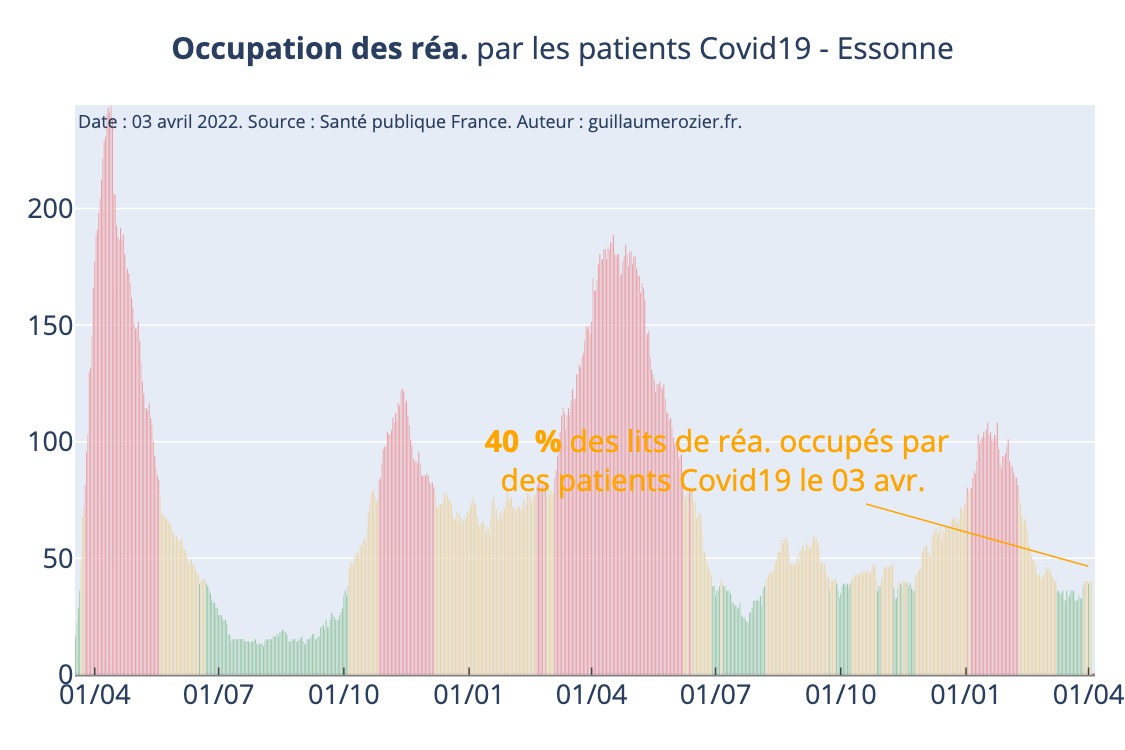 Occupation des réa. par les patients Covid19 - Essonne
Date : 03 avril 2022. Source : Santé publique France. Auteur : guillaumerozier.fr.
200
150
100
50
0
40 % des lits de réa. occupés par
des patients Covid19 le 03 avr.
01/04 01/07 01/10 01/01 01/04 01/07 01/10 01/01 01/04